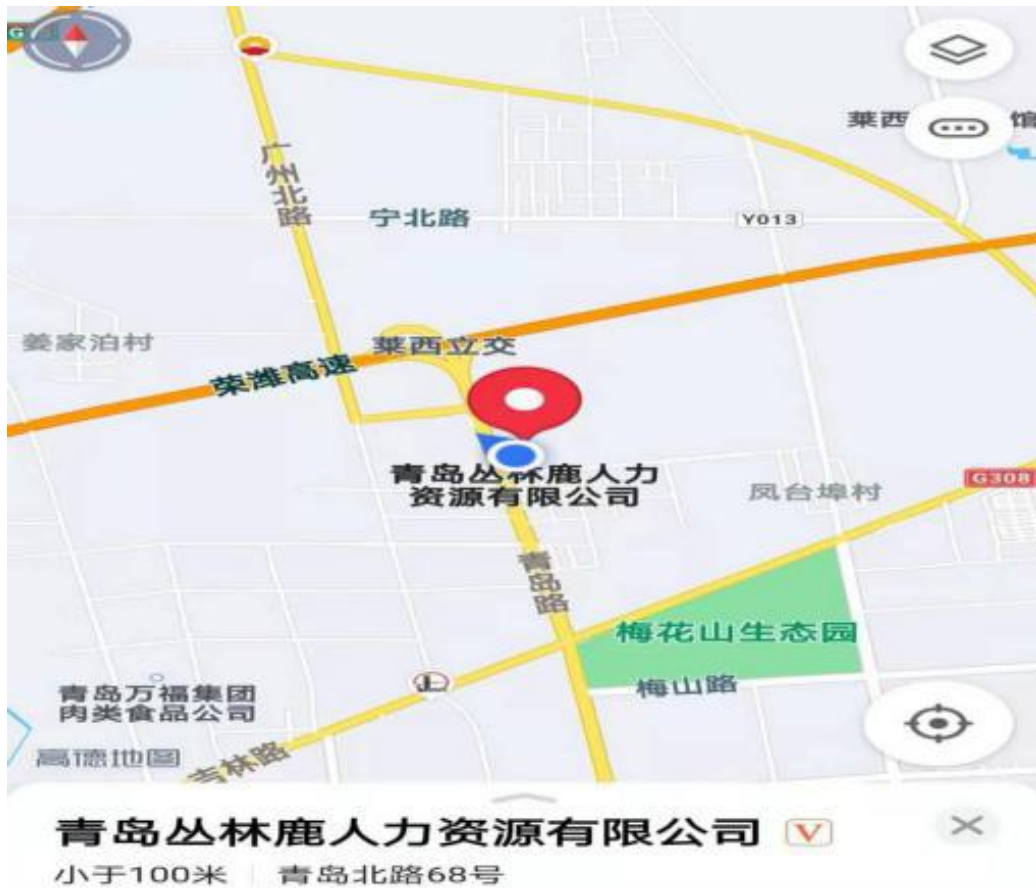 莱西
馆
广州北路
宁北路
Y013
姜家泊村
莱西立交
荣潍高速
青岛丛林鹿人力
资源有限公司
凤台埠村
G308
青岛路
梅花山生态园
梅山路
青岛万福集团
肉类食品公司
高德地图
吉林路
青岛丛林鹿人力资源有限公司 V
小于100米 青岛北路68号